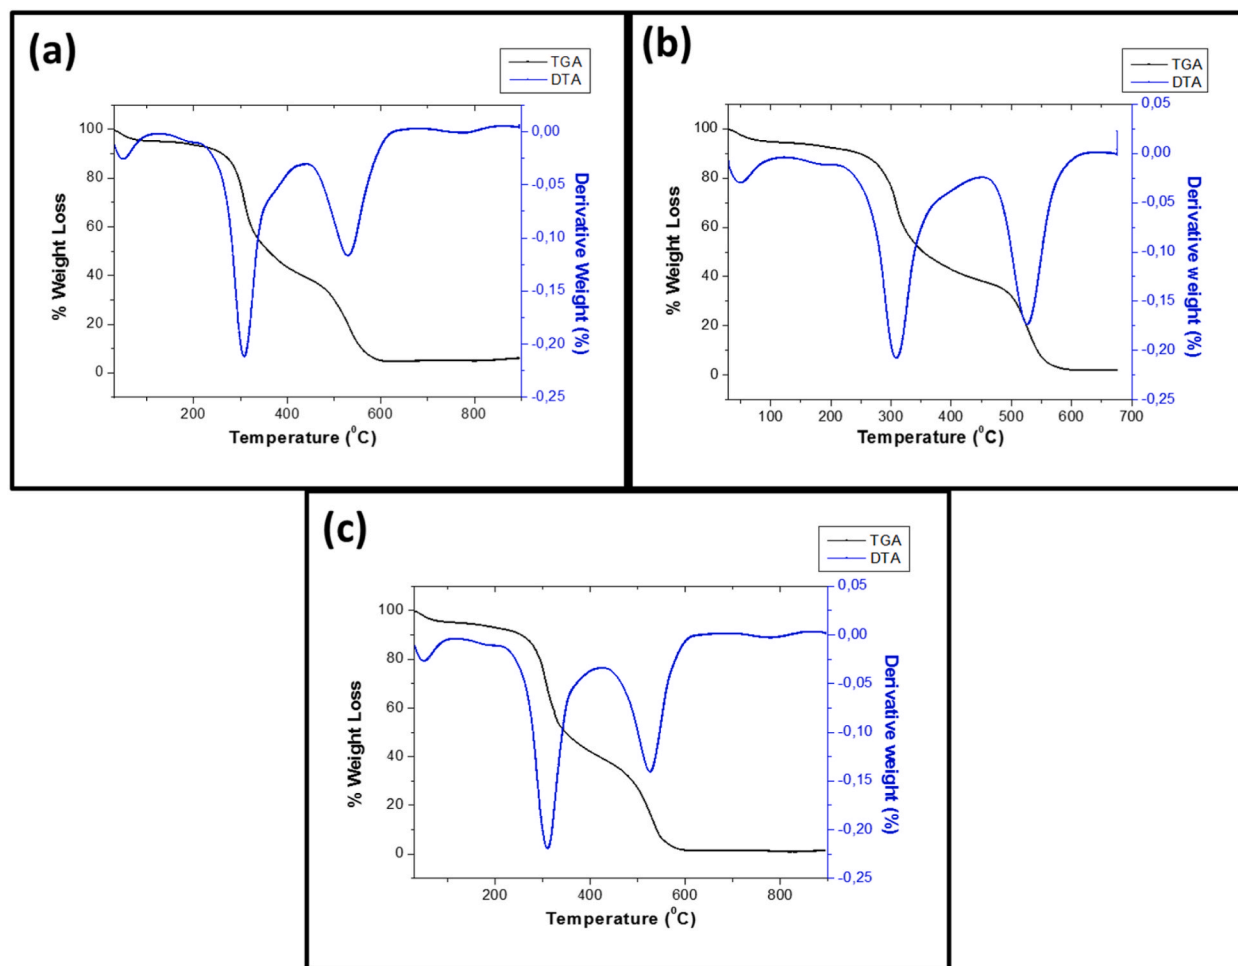 (a)
TGA
DTA
100
80
60
40
20
0
% Weight Loss
200
400
600
800
Temperature (⁰C)
0,00
-0,05
-0,10
-0,15
-0,20
-0,25
Derivative Weight (%)
(b)
TGA
DTA
100
80
60
40
20
0
% Weight Loss
100
200
300
400
500
600
700
Temperature (⁰C)
0,05
0,00
-0,05
-0,10
-0,15
-0,20
-0,25
Derivative weight (%)
(c)
TGA
DTA
100
80
60
40
20
0
% Weight Loss
200
400
600
800
Temperature (⁰C)
0,05
0,00
-0,05
-0,10
-0,15
-0,20
-0,25
Derivative weight (%)